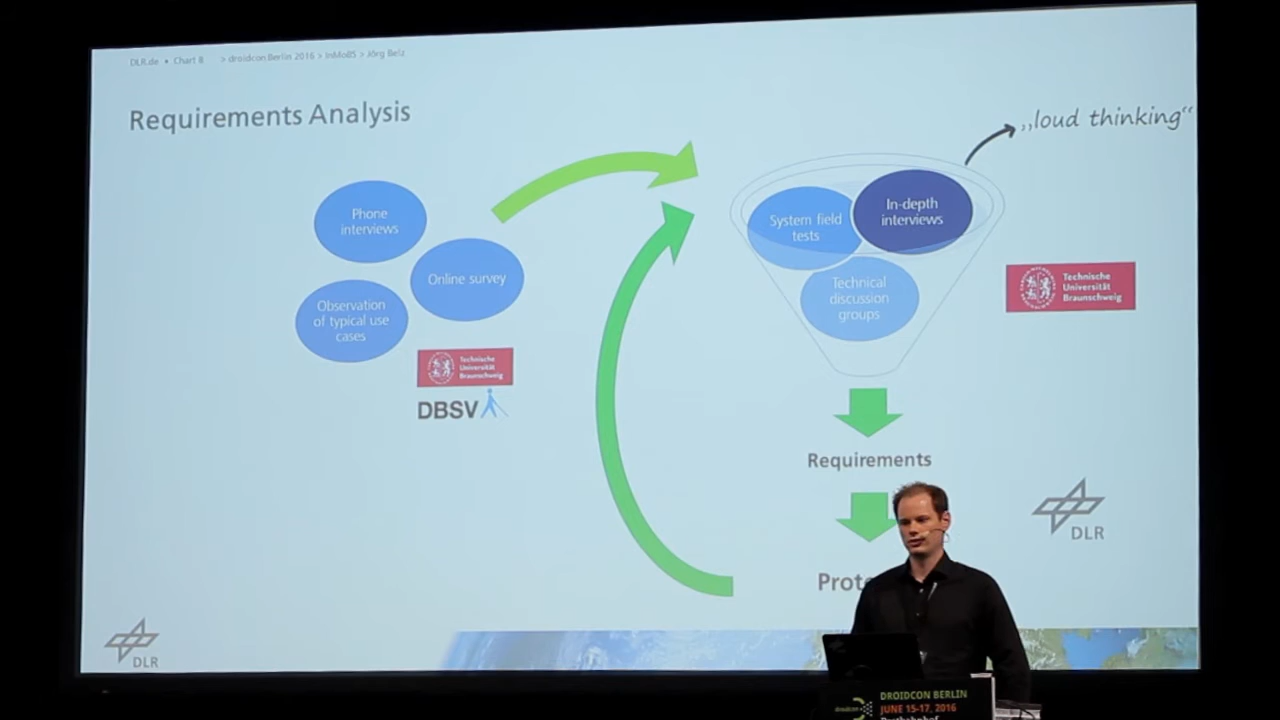 DLR.de • Chart 8 > droidcon Berlin 2016 > InMoBS > Jörg Belz
Requirements Analysis
„loud thinking“
Phone
interviews
Online survey
Observation
of typical use
cases
Technische
Universität
Braunschweig
DBSV
System field
tests
In-depth
interviews
Technical
discussion
groups
Technische
Universität
Braunschweig
Requirements
DLR
Prot
DLR
droidcon
DROIDCON BERLIN
JUNE 15-17, 2016
Postbahnhof